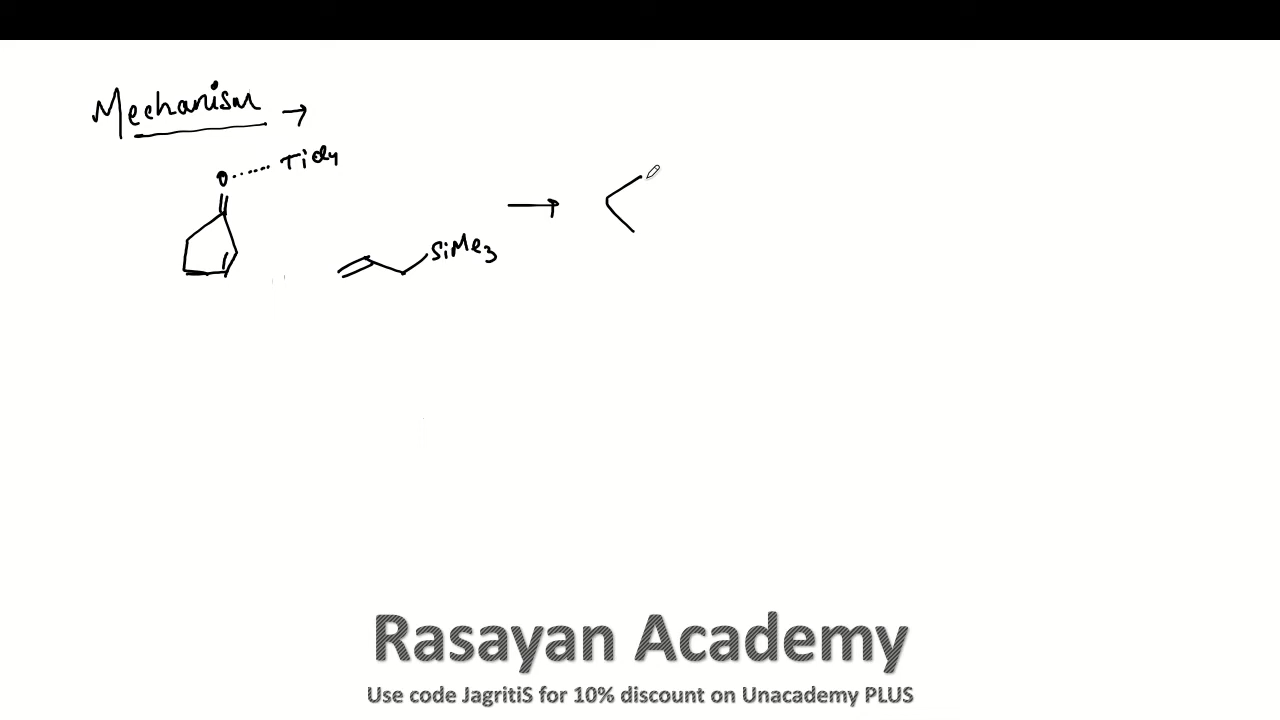 Mechanism →
O
TiCl4
SiMe3
Rasayan Academy
Use code JagritiS for 10% discount on Unacademy PLUS